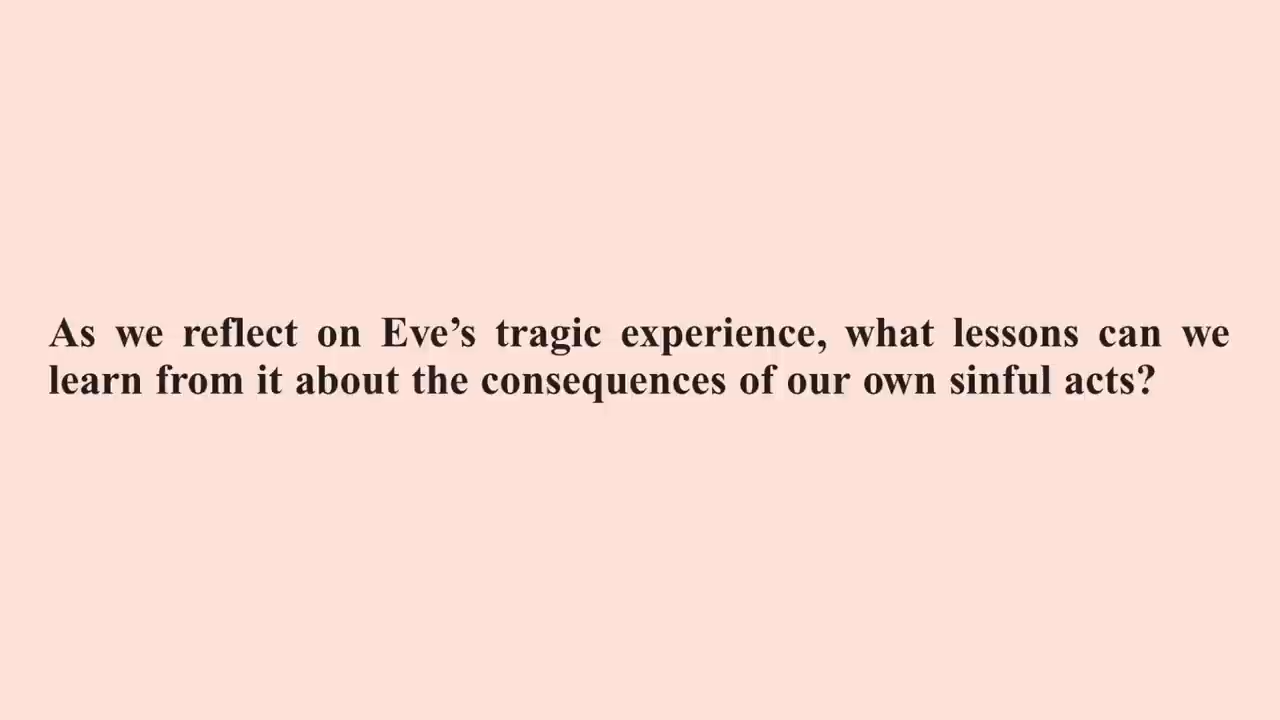 As we reflect on Eve’s tragic experience, what lessons can we
learn from it about the consequences of our own sinful acts?